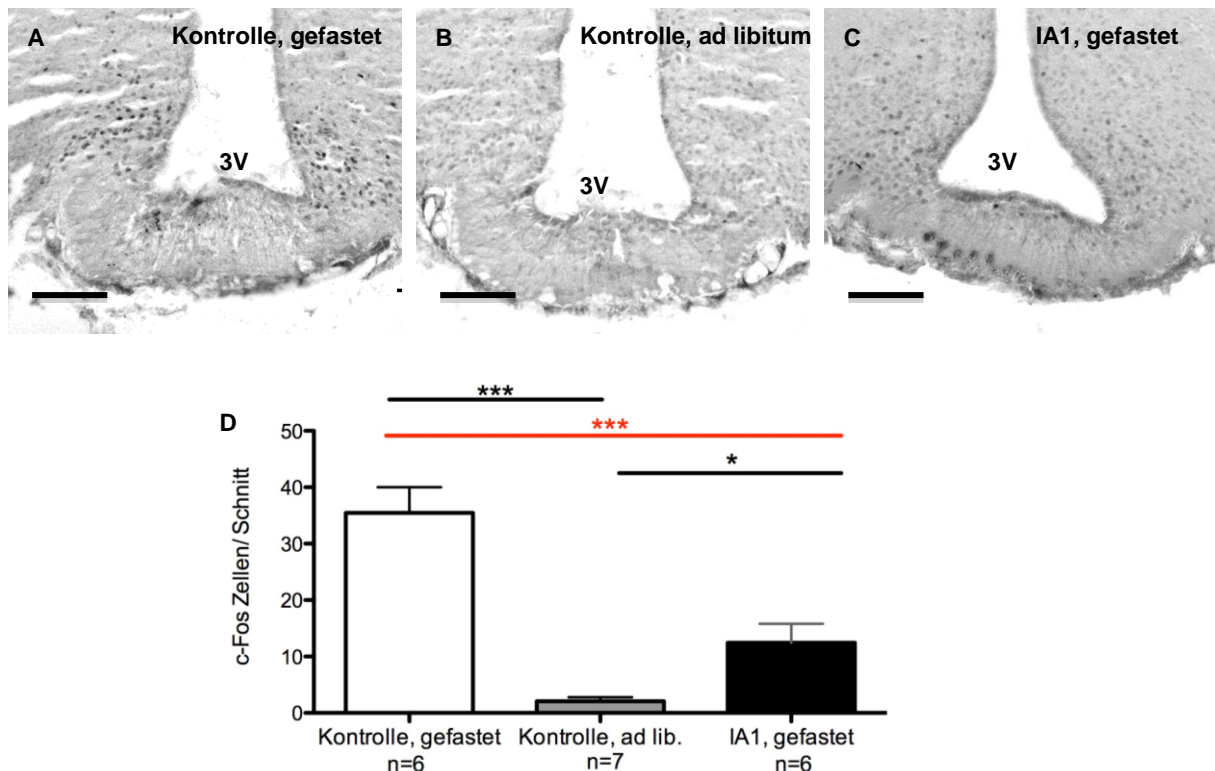 A
Kontrolle, gefastet
B
Kontrolle, ad libitum
C
IA1, gefastet
3V
3V
3V
D
***
***
*
c-Fos Zellen/ Schnitt
50
40
30
20
10
0
Kontrolle, gefastet
n=6
Kontrolle, ad lib.
n=7
IA1, gefastet
n=6